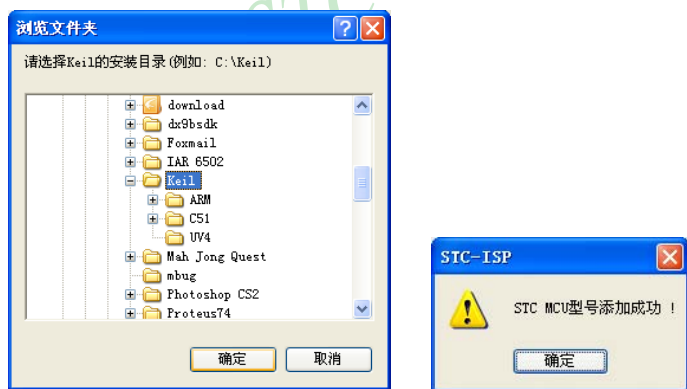 STC
浏览文件夹
请选择Keil的安装目录(例如: C:\Keil)
download
dx9bsdk
Foxmail
IAR 6502
Keil
ARM
C51
UV4
Mah Jong Quest
mbug
Photoshop CS2
Proteus74
确定
取消
STC-ISP
STC MCU型号添加成功 !
确定